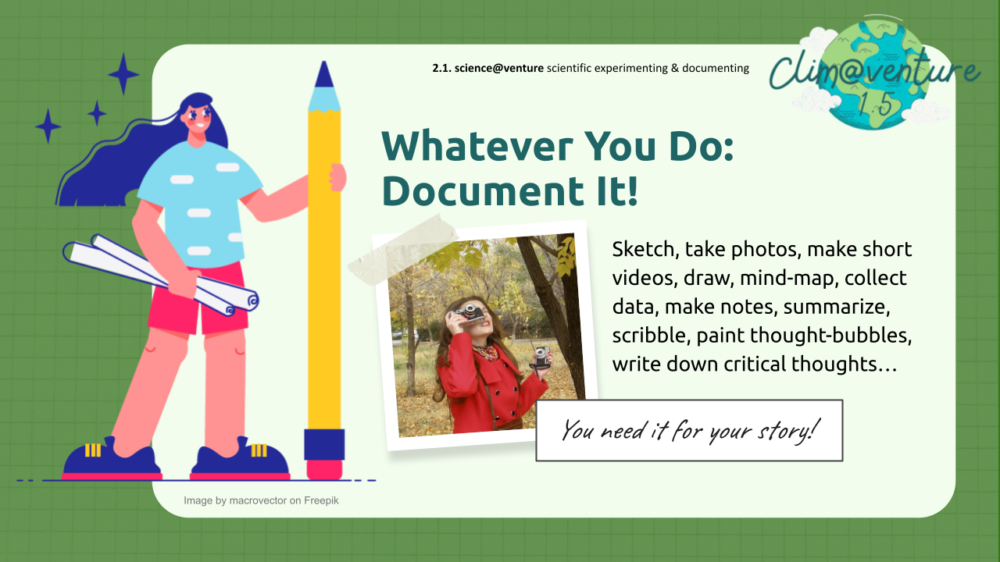 2.1. science@venture scientific experimenting & documenting
Clim@venture
1.5
Whatever You Do:
Document It!
Sketch, take photos, make short
videos, draw, mind-map, collect
data, make notes, summarize,
scribble, paint thought-bubbles,
write down critical thoughts…
You need it for your story!
Image by macrovector on Freepik